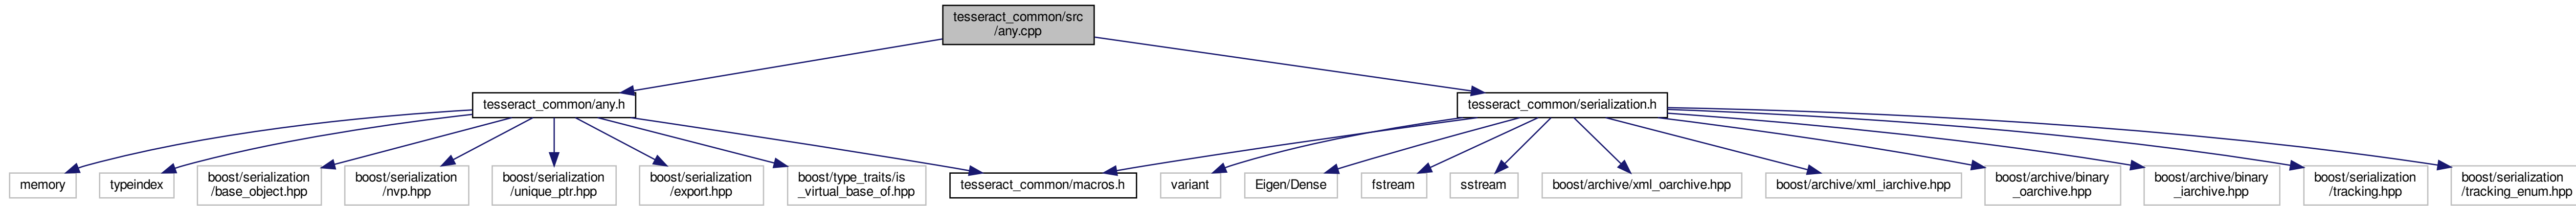 tesseract_common/src
/any.cpp
tesseract_common/any.h
tesseract_common/serialization.h
memory
typeindex
boost/serialization
/base_object.hpp
boost/serialization
/nvp.hpp
boost/serialization
/unique_ptr.hpp
boost/serialization
/export.hpp
boost/type_traits/is
_virtual_base_of.hpp
tesseract_common/macros.h
variant
Eigen/Dense
fstream
sstream
boost/archive/xml_oarchive.hpp
boost/archive/xml_iarchive.hpp
boost/archive/binary
_oarchive.hpp
boost/archive/binary
_iarchive.hpp
boost/serialization
/tracking.hpp
boost/serialization
/tracking_enum.hpp